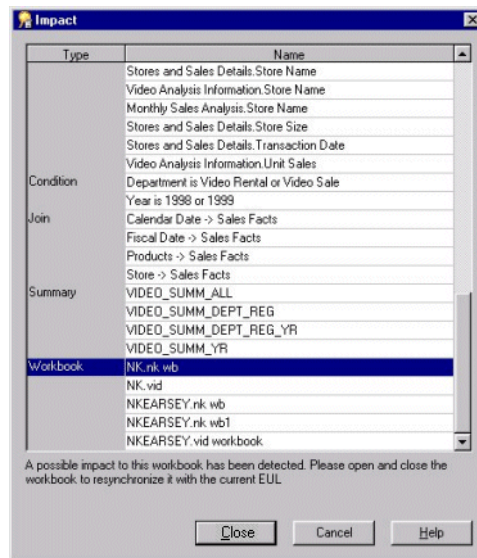 Impact
Type Name
Stores and Sales Details.Store Name
Video Analysis Information.Store Name
Monthly Sales Analysis.Store Name
Stores and Sales Details.Store Size
Stores and Sales Details.Transaction Date
Video Analysis Information.Unit Sales
Condition Department is Video Rental or Video Sale
Year is 1998 or 1999
Join Calendar Date -> Sales Facts
Fiscal Date -> Sales Facts
Products -> Sales Facts
Store -> Sales Facts
Summary VIDEO_SUMM_ALL
VIDEO_SUMM_DEPT_REG
VIDEO_SUMM_DEPT_REG_YR
VIDEO_SUMM_YR
Workbook NK.nk wb
NK.vid
NKEARSEY.nk wb
NKEARSEY.nk wb1
NKEARSEY.vid workbook
A possible impact to this workbook has been detected. Please open and close the
workbook to resynchronize it with the current EUL
Close Cancel Help